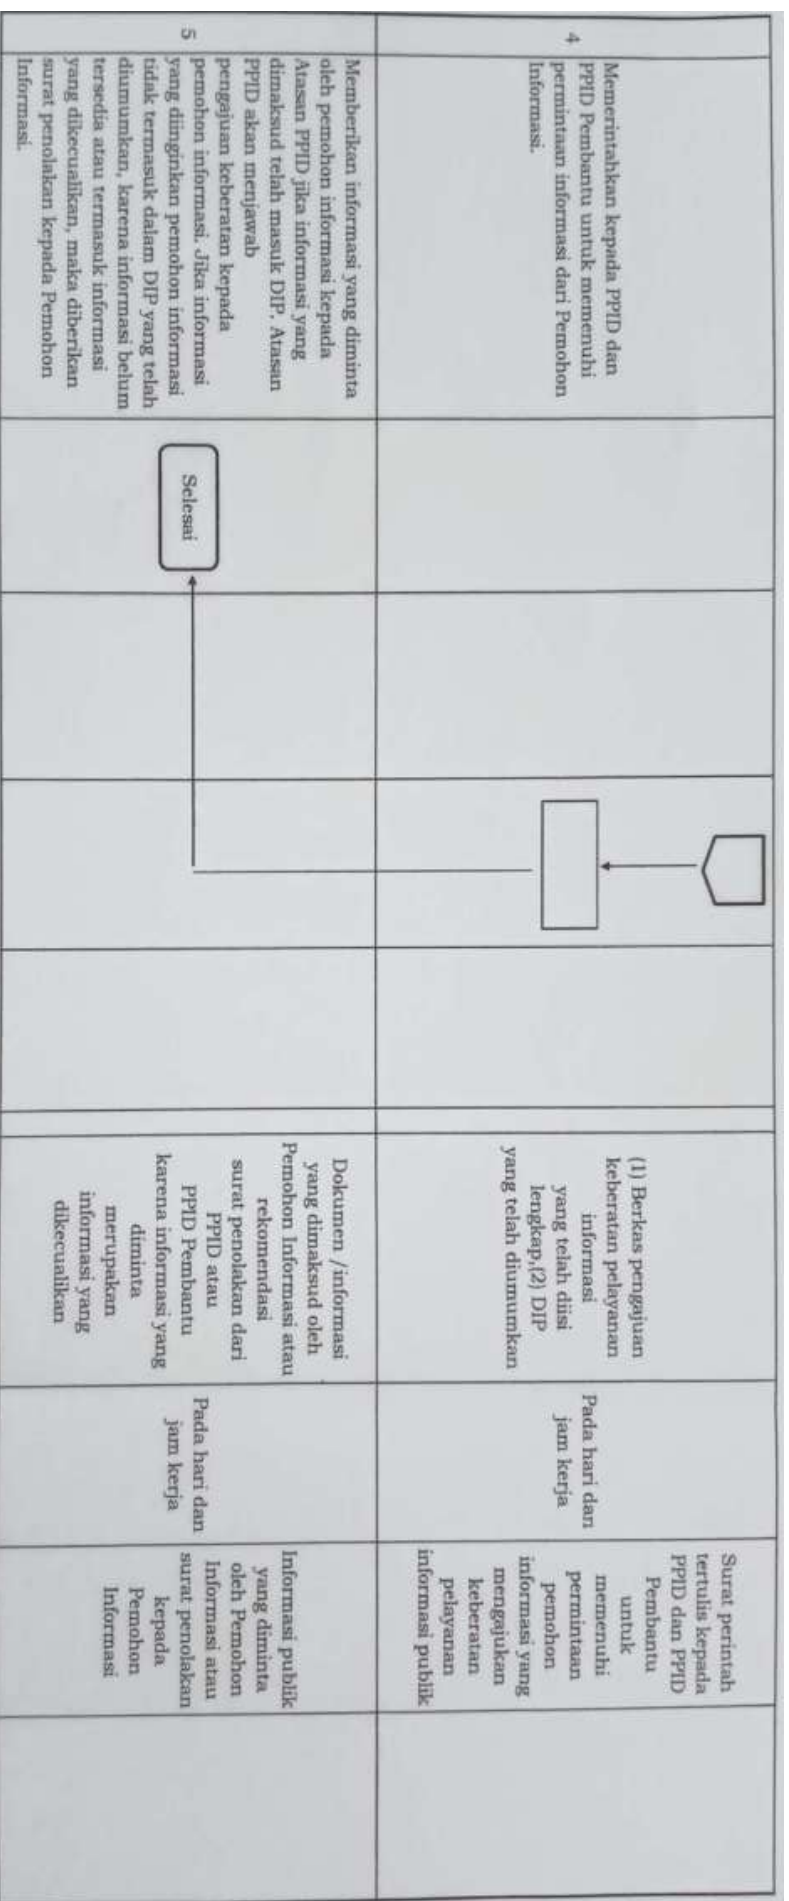 4
Memerintahkan kepada PPID dan
PPID Pembantu untuk memenuhi
permintaan informasi dari Pemohon
Informasi.
(1) Berkas pengajuan
keberatan pelayanan
informasi
yang telah diisi
lengkap,(2) DIP
yang telah diumumkan
Pada hari dan
jam kerja
Surat perintah
tertulis kepada
PPID dan PPID
Pembantu
untuk
memenuhi
permintaan
pemohon
informasi yang
mengajukan
keberatan
pelayanan
informasi publik
5
Memberikan informasi yang diminta
oleh pemohon informasi kepada
Atasan PPID jika informasi yang
dimaksud telah masuk DIP. Atasan
PPID akan menjawab
pengajuan keberatan kepada
pemohon informasi. Jika informasi
yang diinginkan pemohon informasi
tidak termasuk dalam DIP yang telah
diumumkan, karena informasi belum
tersedia atau termasuk informasi
yang dikecualikan, maka diberikan
surat penolakan kepada Pemohon
Informasi.
Selesai
Dokumen /informasi
yang dimaksud oleh
Pemohon Informasi atau
rekomendasi
surat penolakan dari
PPID atau
PPID Pembantu
karena informasi yang
diminta
merupakan
informasi yang
dikecualikan
Pada hari dan
jam kerja
Informasi publik
yang diminta
oleh Pemohon
Informasi atau
surat penolakan
kepada
Pemohon
Informasi